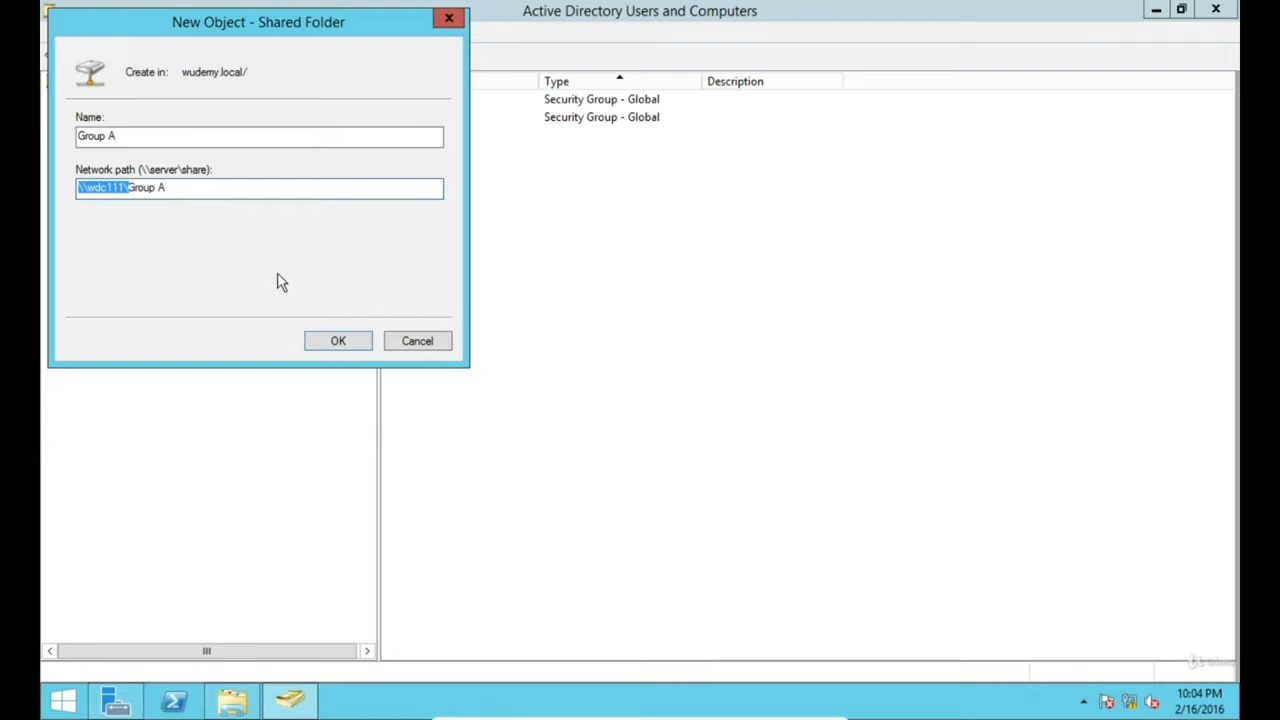 New Object - Shared Folder
Active Directory Users and Computers
Create in: wudemy.local/
Name:
Group A
Network path (\\server\share):
\\wdc111\Group A
OK
Cancel
Type
Description
Security Group - Global
Security Group - Global
10:04 PM
2/16/2016